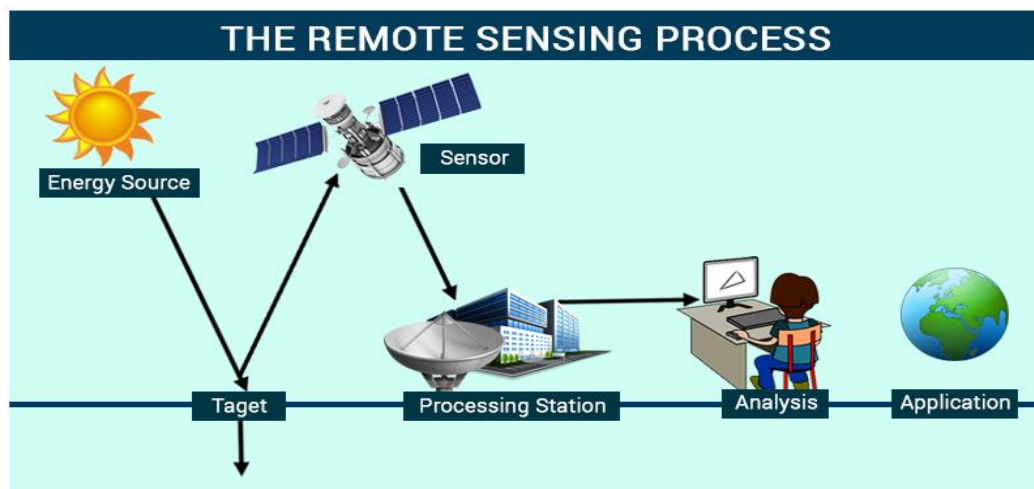 THE REMOTE SENSING PROCESS
Energy Source
Sensor
Taget
Processing Station
Analysis
Application